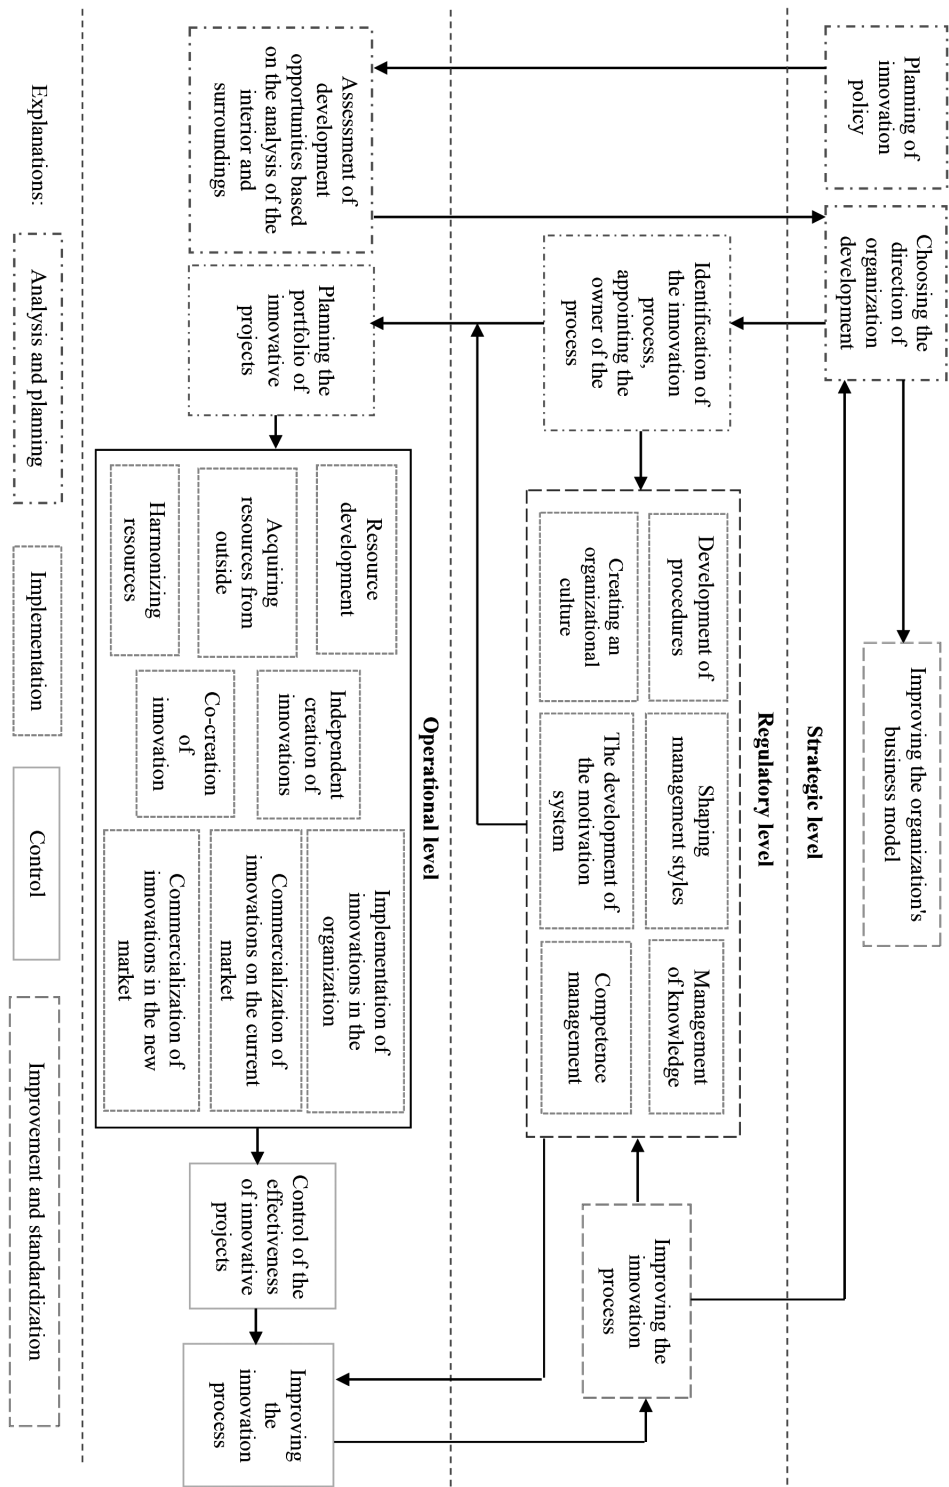 Planning of
innovation
policy
Choosing the
direction of
organization
development
Improving the organization's
business model
Strategic level
Regulatory level
Identification of
the innovation
process,
appointing the
owner of the
process
Development of
procedures
Shaping
management styles
Management
of knowledge
Creating an
organizational
culture
The development of
the motivation
system
Competence
management
Improving the
innovation
process
Operational level
Assessment of
development
opportunities based
on the analysis of the
interior and
surroundings
Planning the
portfolio of
innovative
projects
Resource
development
Acquiring
resources from
outside
Harmonizing
resources
Independent
creation of
innovations
Co-creation
of
innovation
Implementation of
innovations in the
organization
Commercialization of
innovations on the current
market
Commercialization of
innovations in the new
market
Control of the
effectiveness
of innovative
projects
Improving
the
innovation
process
Explanations:
Analysis and planning
Implementation
Control
Improvement and standardization